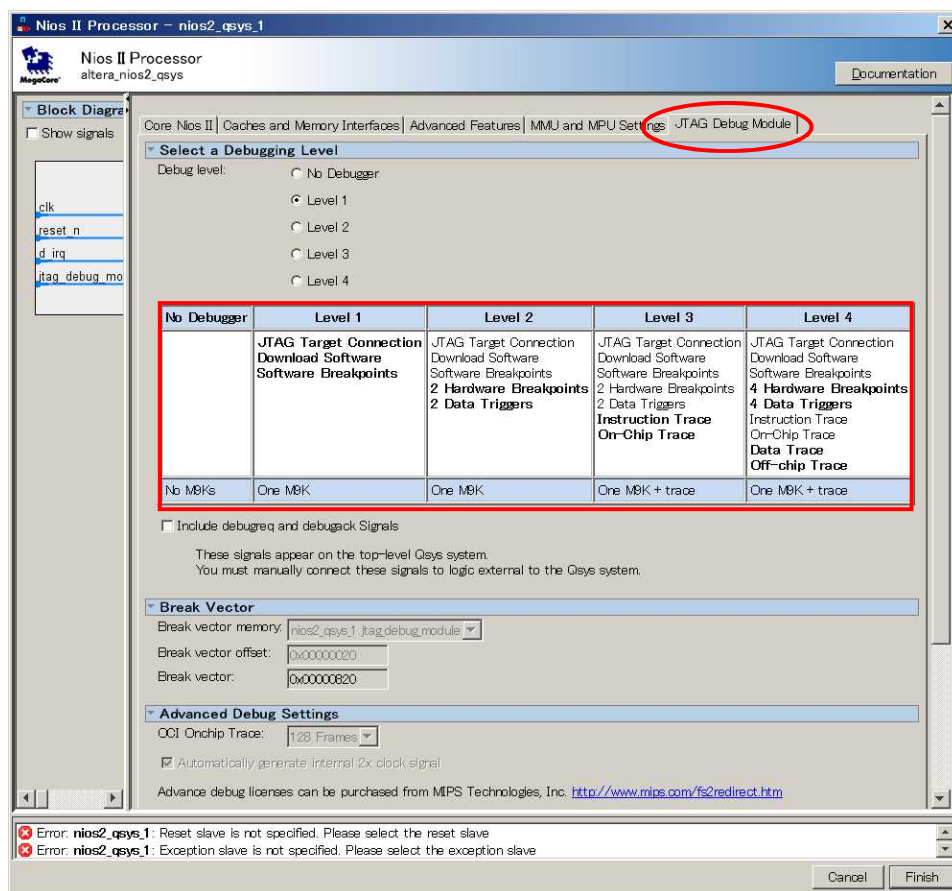 Nios II Processor - nios2_qsys_1
Nios II Processor
altera_nios2_qsys
MegaCore'
Documentation
Block Diagra
Show signals
clk
reset_n
d_irq
jtag_debug_mo
Core Nios II | Caches and Memory Interfaces | Advanced Features | MMU and MPU Settings | JTAG Debug Module
Select a Debugging Level
Debug level:
No Debugger
Level 1
Level 2
Level 3
Level 4
No Debugger
Level 1
Level 2
Level 3
Level 4
JTAG Target Connection
Download Software
Software Breakpoints
JTAG Target Connection
Download Software
Software Breakpoints
2 Hardware Breakpoints
2 Data Triggers
JTAG Target Connection
Download Software
Software Breakpoints
2 Hardware Breakpoints
2 Data Triggers
Instruction Trace
On-Chip Trace
JTAG Target Connection
Download Software
Software Breakpoints
4 Hardware Breakpoints
4 Data Triggers
Instruction Trace
On-Chip Trace
Data Trace
Off-chip Trace
No M9Ks
One M9K
One M9K
One M9K + trace
One M9K + trace
Include debugreq and debugack Signals
These signals appear on the top-level Qsys system.
You must manually connect these signals to logic external to the Qsys system.
Break Vector
Break vector memory: nios2_qsys_1.jtag_debug_module
Break vector offset: 0x00000020
Break vector: 0x00000820
Advanced Debug Settings
OCI Onchip Trace: 128 Frames
Automatically generate internal 2x clock signal
Advance debug licenses can be purchased from MIPS Technologies, Inc. http://www.mips.com/fs2redirect.htm
Error: nios2_qsys_1: Reset slave is not specified. Please select the reset slave
Error: nios2_qsys_1: Exception slave is not specified. Please select the exception slave
Cancel
Finish